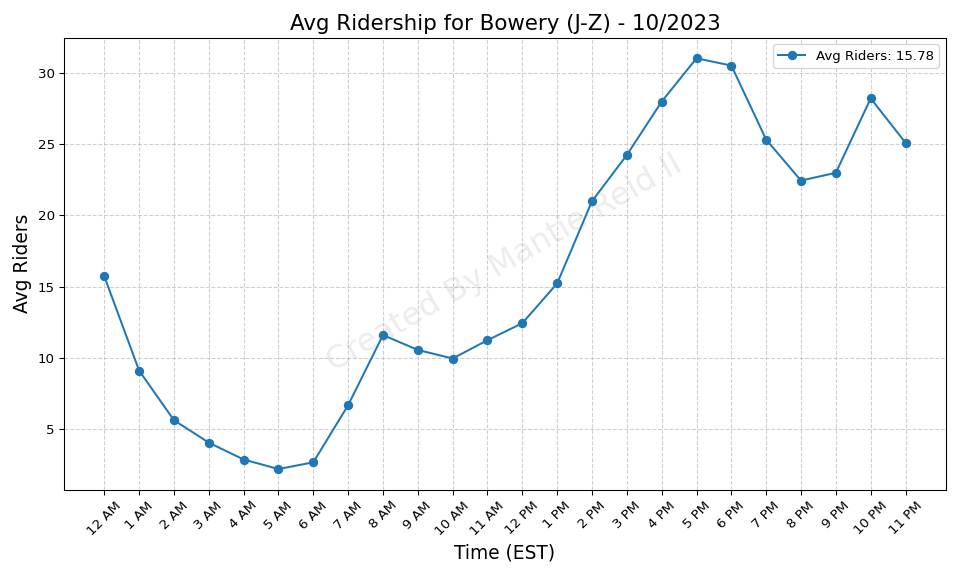 Avg Ridership for Bowery (J-Z) - 10/2023
Avg Riders: 15.78
Avg Riders
30
25
20
15
10
5
Created By Mantie Reid II
12 AM
1 AM
2 AM
3 AM
4 AM
5 AM
6 AM
7 AM
8 AM
9 AM
10 AM
11 AM
12 PM
1 PM
2 PM
3 PM
4 PM
5 PM
6 PM
7 PM
8 PM
9 PM
10 PM
11 PM
Time (EST)